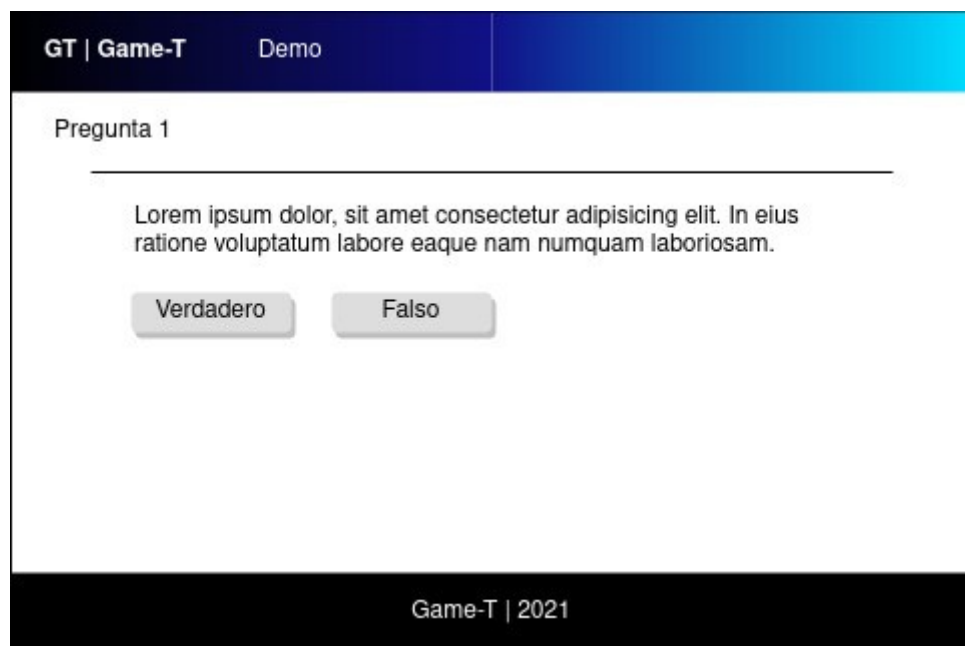 GT | Game-T Demo
Pregunta 1
Lorem ipsum dolor, sit amet consectetur adipisicing elit. In eius
ratione voluptatum labore eaque nam numquam laboriosam.
Verdadero Falso
Game-T | 2021